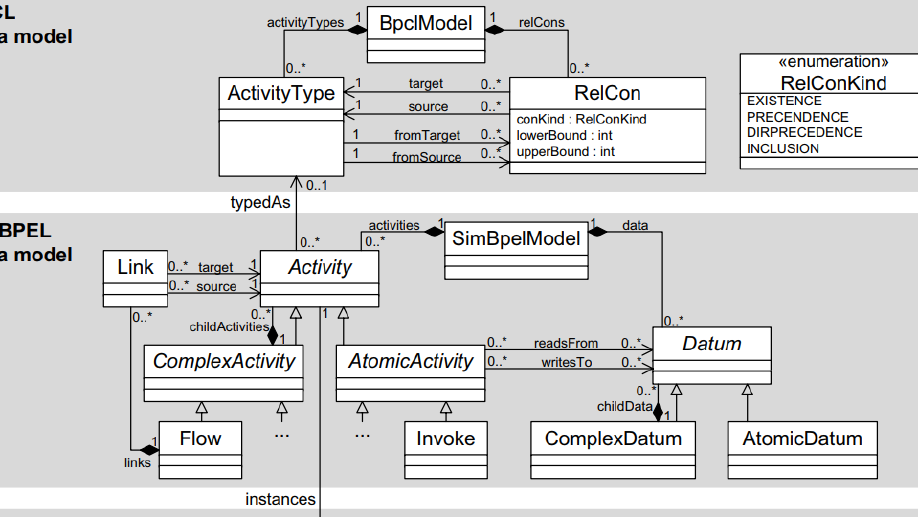 CL
a model
activityTypes 1 BpclModel 1 relCons
0..* 0..*
ActivityType
1 target 0..*
1 source 0..*
1 fromTarget 0..*
1 fromSource 0..*
RelCon
conKind : RelConKind
lowerBound : int
upperBound : int
«enumeration»
RelConKind
EXISTENCE
PRECENDENCE
DIRPRECEDENCE
INCLUSION
0..1
typedAs
0..*
BPEL
a model
activities 1 SimBpelModel 1 data
0..* 0..*
Link
0..* target 1
0..* source 1
Activity
0..*
childActivities
0..* 1 1
ComplexActivity
AtomicActivity
0..* readsFrom 0..*
0..* writesTo 0..*
Datum
0..*
childData
1
1 Flow
links
...
...
Invoke
ComplexDatum
AtomicDatum
instances